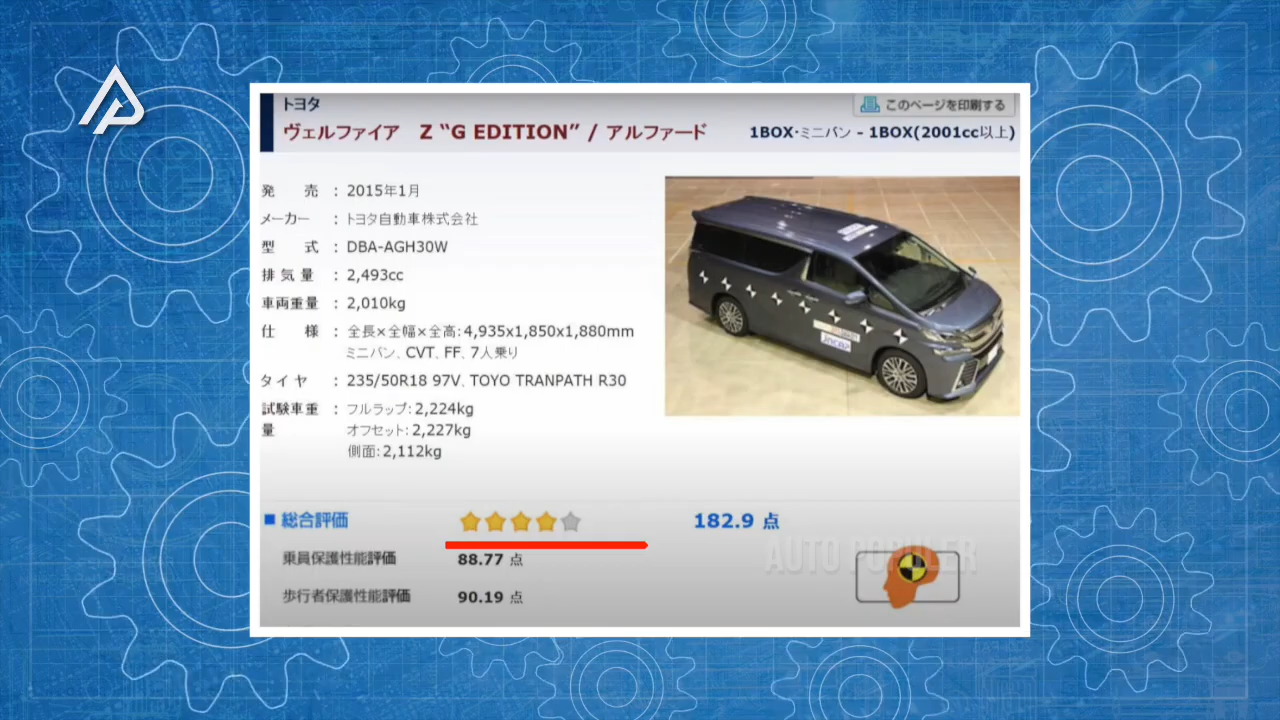 トヨタ
このページを印刷する
ヴェルファイア Z “G EDITION” / アルファード
1BOX･ミニバン - 1BOX(2001cc以上)
発 売 : 2015年1月
メーカー : トヨタ自動車株式会社
型 式 : DBA-AGH30W
排気量 : 2,493cc
車両重量 : 2,010kg
仕 様 : 全長×全幅×全高:4,935x1,850x1,880mm
ミニバン、CVT、FF、7人乗り
タイヤ : 235/50R18 97V、TOYO TRANPATH R30
試験車重量 : フルラップ:2,224kg
オフセット:2,227kg
側面:2,112kg
■ 総合評価 182.9 点
AUTO POPULER
乗員保護性能評価 88.77 点
歩行者保護性能評価 90.19 点
JNCAP